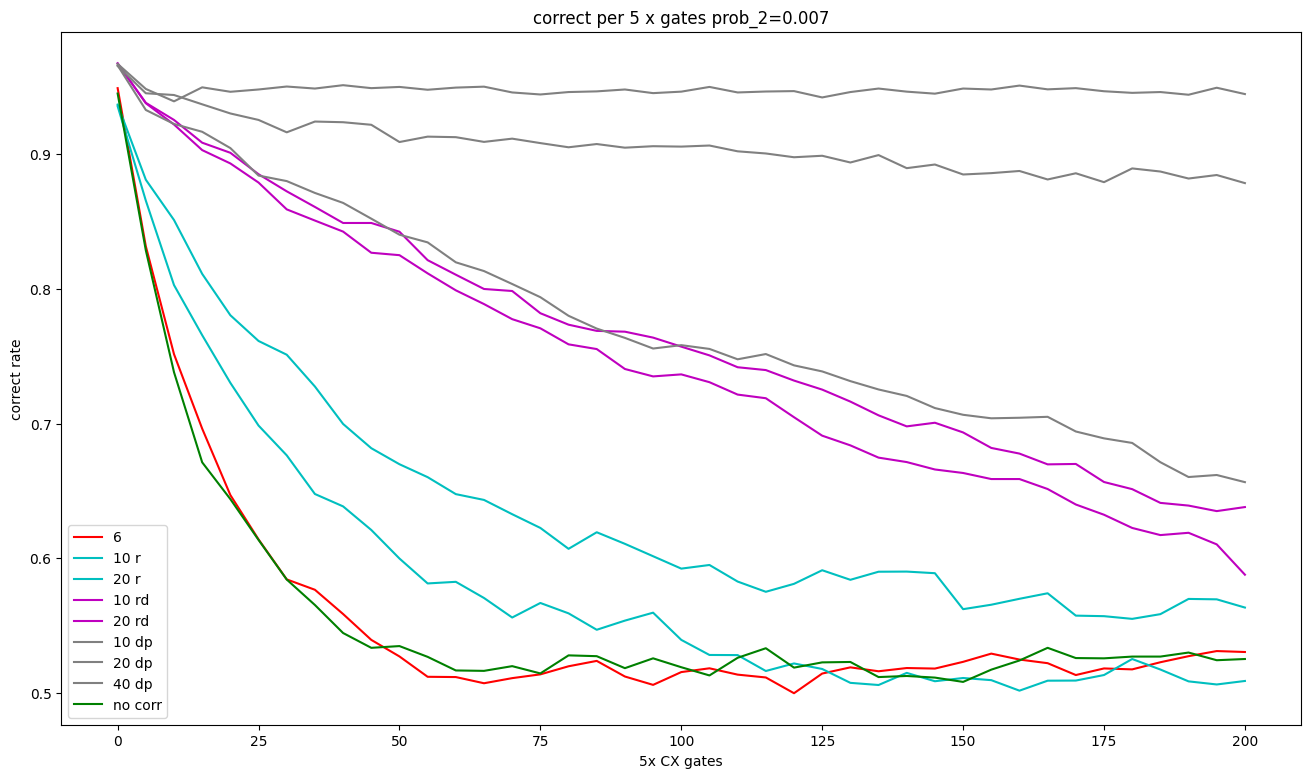 correct per 5 x gates prob_2=0.007
correct rate
0.9
0.8
0.7
0.6
0.5
6
10 r
20 r
10 rd
20 rd
10 dp
20 dp
40 dp
no corr
0 25 50 75 100 125 150 175 200
5x CX gates